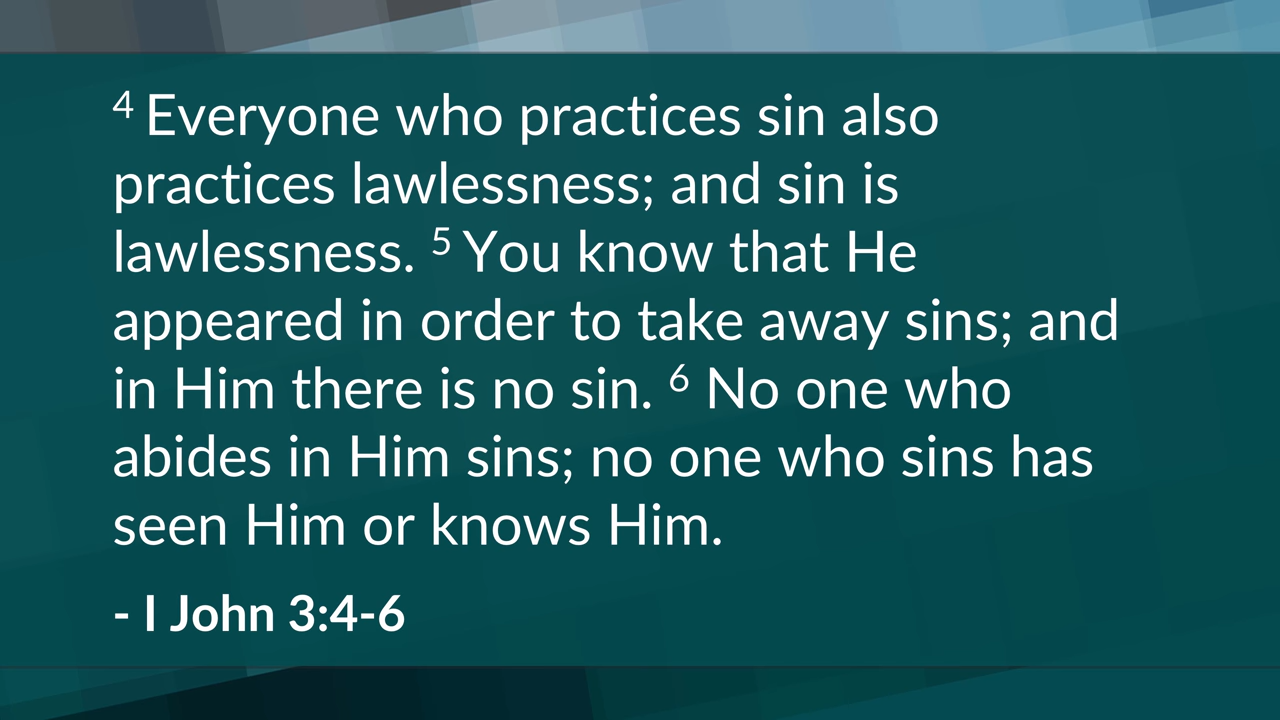 4 Everyone who practices sin also
practices lawlessness; and sin is
lawlessness. 5 You know that He
appeared in order to take away sins; and
in Him there is no sin. 6 No one who
abides in Him sins; no one who sins has
seen Him or knows Him.
- I John 3:4-6